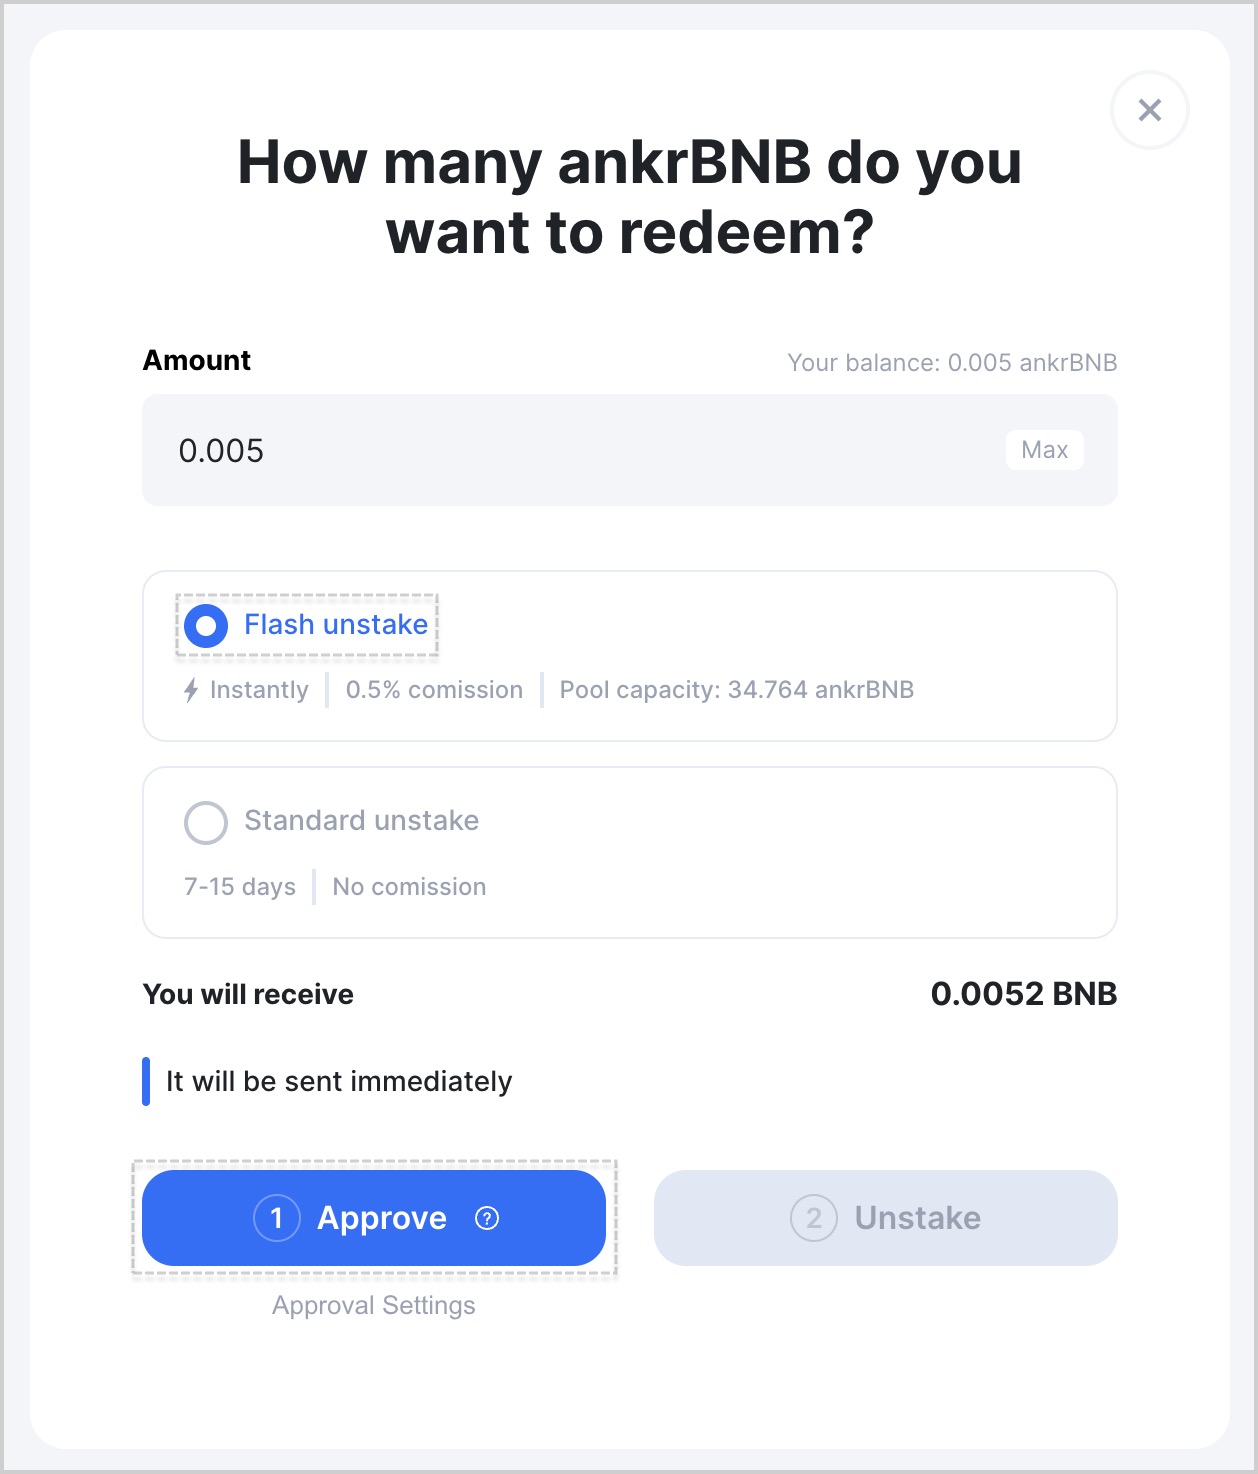 How many ankrBNB do you
want to redeem?
Amount
Your balance: 0.005 ankrBNB
0.005
Max
Flash unstake
Instantly
0.5% comission
Pool capacity: 34.764 ankrBNB
Standard unstake
7-15 days
No comission
You will receive
0.0052 BNB
It will be sent immediately
1 Approve ?
2 Unstake
Approval Settings